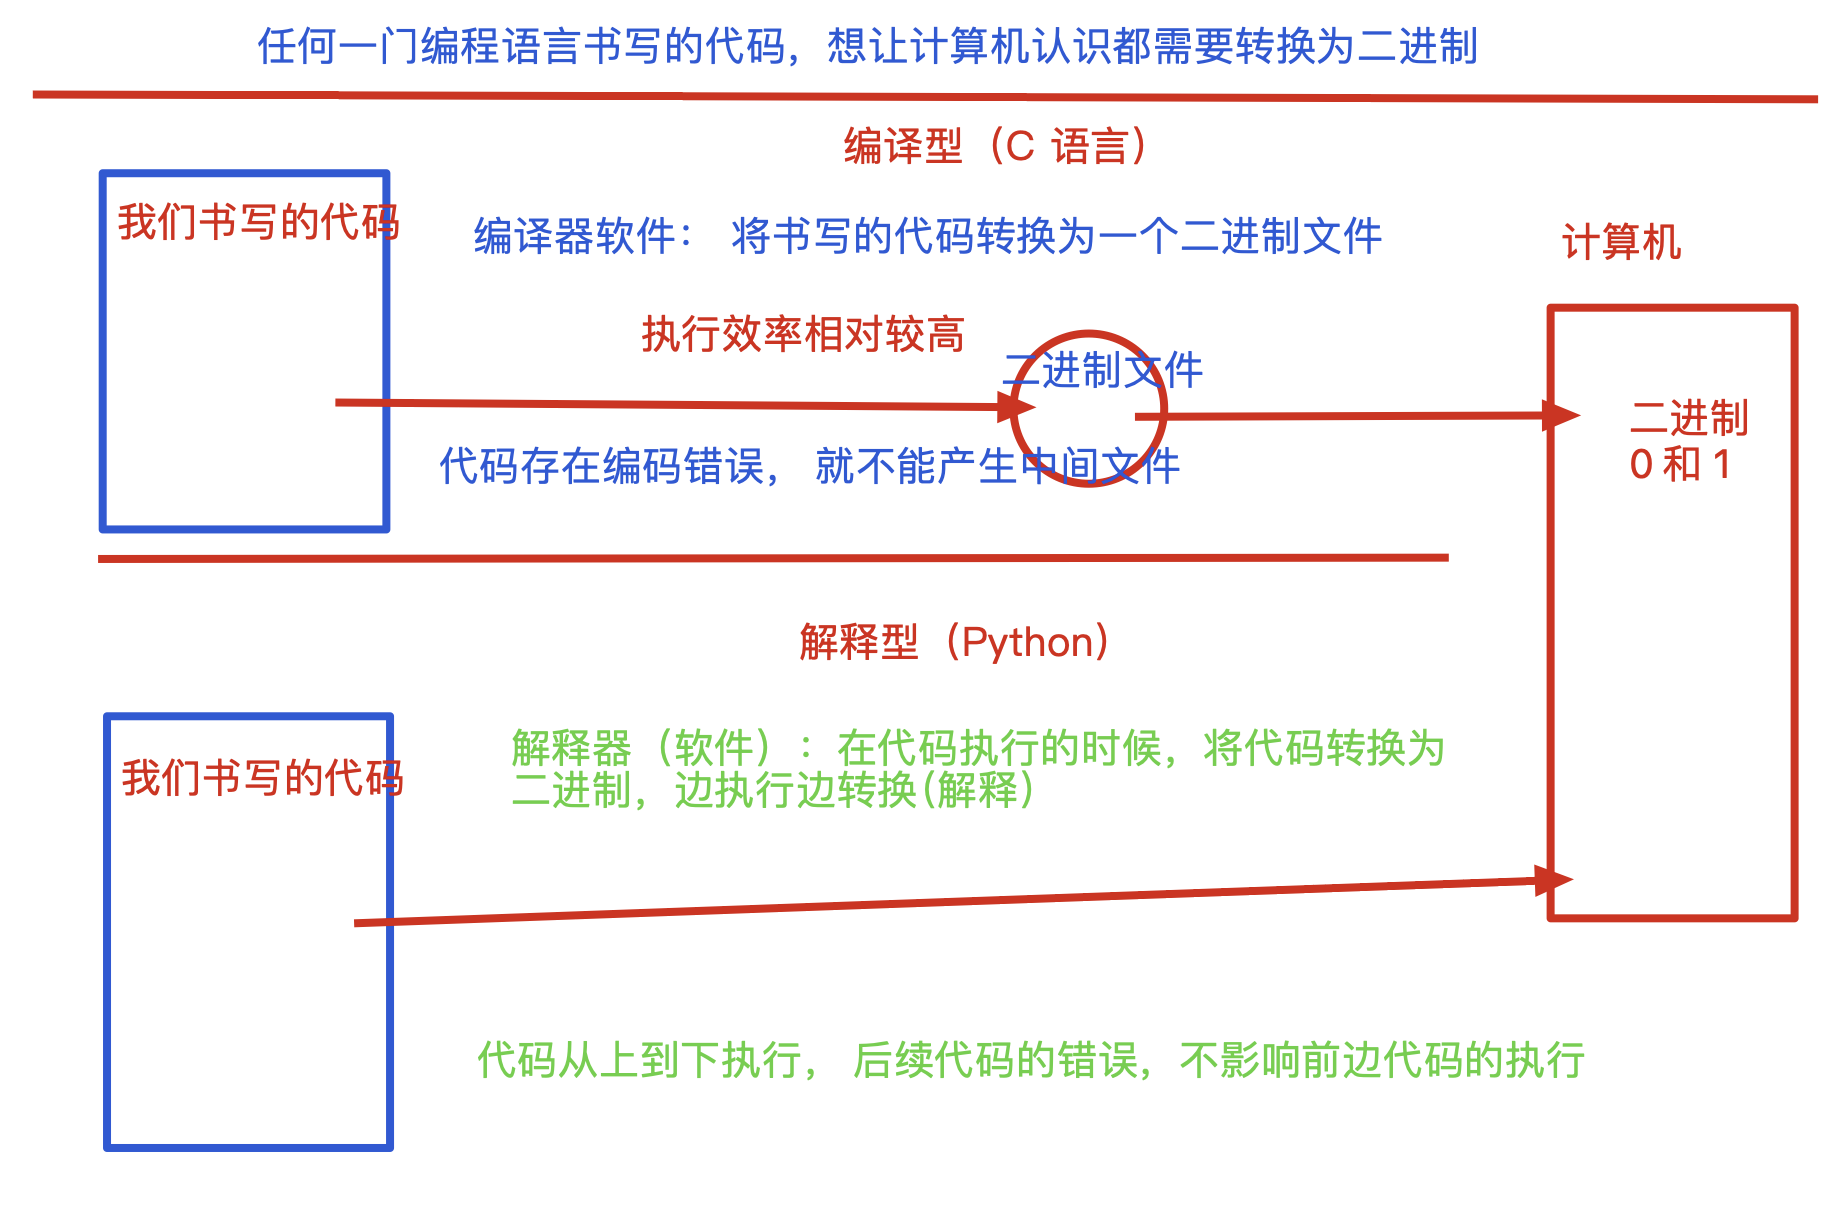 任何一门编程语言书写的代码，想让计算机认识都需要转换为二进制
编译型（C 语言）
我们书写的代码
编译器软件： 将书写的代码转换为一个二进制文件
计算机
执行效率相对较高
二进制文件
二进制
0 和 1
代码存在编码错误， 就不能产生中间文件
解释型（Python）
解释器（软件）：在代码执行的时候，将代码转换为
二进制，边执行边转换(解释)
我们书写的代码
代码从上到下执行， 后续代码的错误，不影响前边代码的执行